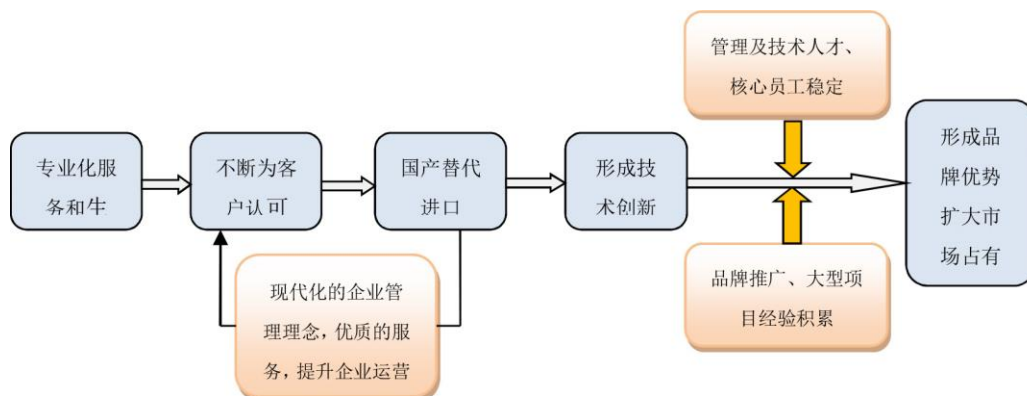 管理及技术人才、
核心员工稳定
专业化服
务和生
不断为客
户认可
国产替代
进口
形成技
术创新
形成品
牌优势
扩大市
场占有
现代化的企业管
理理念，优质的服
务，提升企业运营
品牌推广、大型项
目经验积累